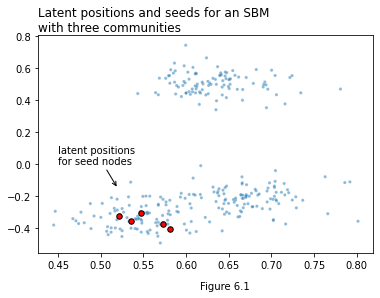 Latent positions and seeds for an SBM
with three communities
0.8
0.6
0.4
0.2
0.0
−0.2
−0.4
latent positions
for seed nodes
0.45 0.50 0.55 0.60 0.65 0.70 0.75 0.80
Figure 6.1